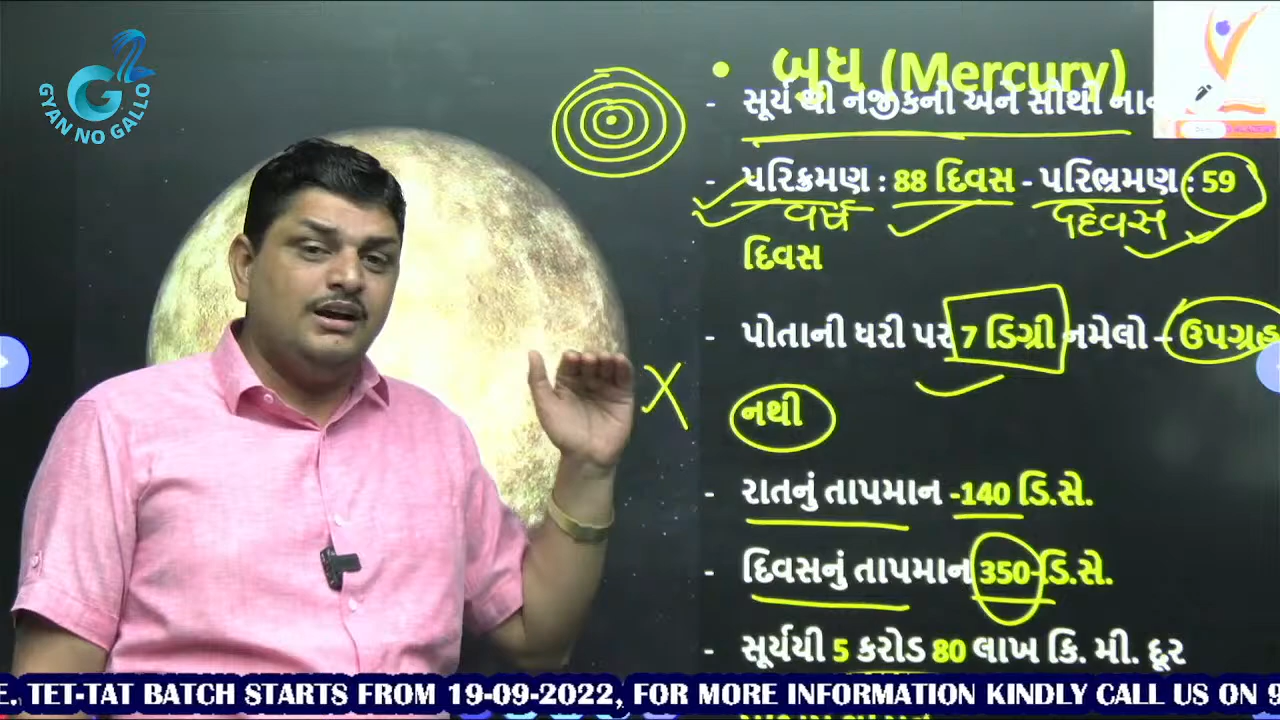 GYAN NO GALLO
• બુધ (Mercury)
- સૂર્ય થી નજીકનો અને સૌથી
- પરિક્રમણ : 88 દિવસ - પરિભ્રમણ : 59
વર્ષ દિવસ
દિવસ
- પોતાની ધરી પર 7 ડિગ્રી નમેલો – ઉપગ્રહ
X
નથી
- રાતનું તાપમાન -140 ડિ.સે.
- દિવસનું તાપમાન 350 ડિ.સે.
- સૂર્યથી 5 કરોડ 80 લાખ કિ. મી. દૂર
E., TET-TAT BATCH STARTS FROM 19-09-2022, FOR MORE INFORMATION KINDLY CALL US ON 9